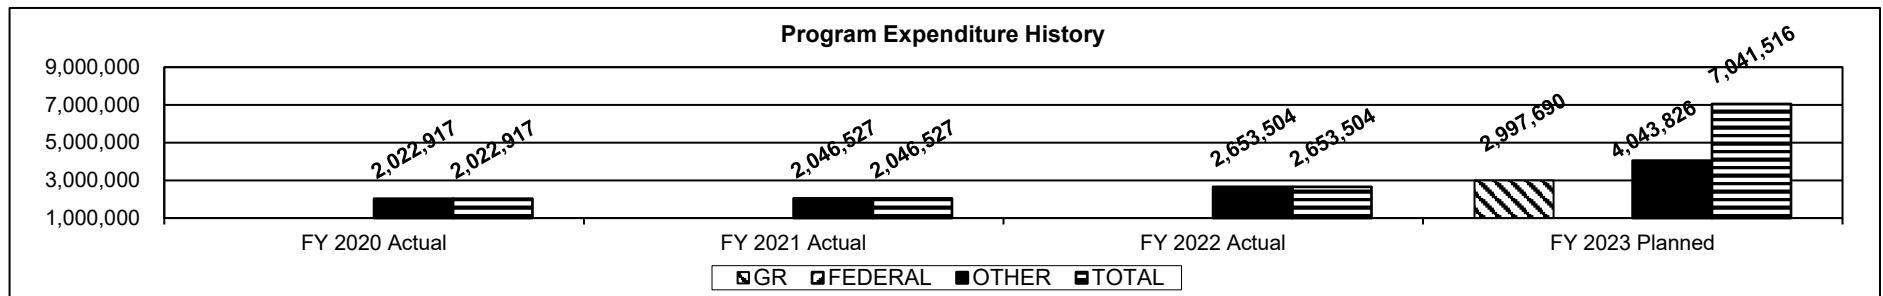 Program Expenditure History
9,000,000
7,000,000
5,000,000
3,000,000
1,000,000
2,022,917
2,022,917
2,046,527
2,046,527
2,653,504
2,653,504
2,997,690
4,043,826
7,041,516
FY 2020 Actual
FY 2021 Actual
FY 2022 Actual
FY 2023 Planned
GR FEDERAL OTHER TOTAL